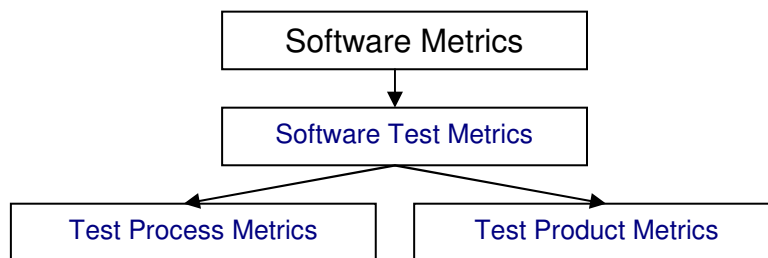 Software Metrics
Software Test Metrics
Test Process Metrics
Test Product Metrics